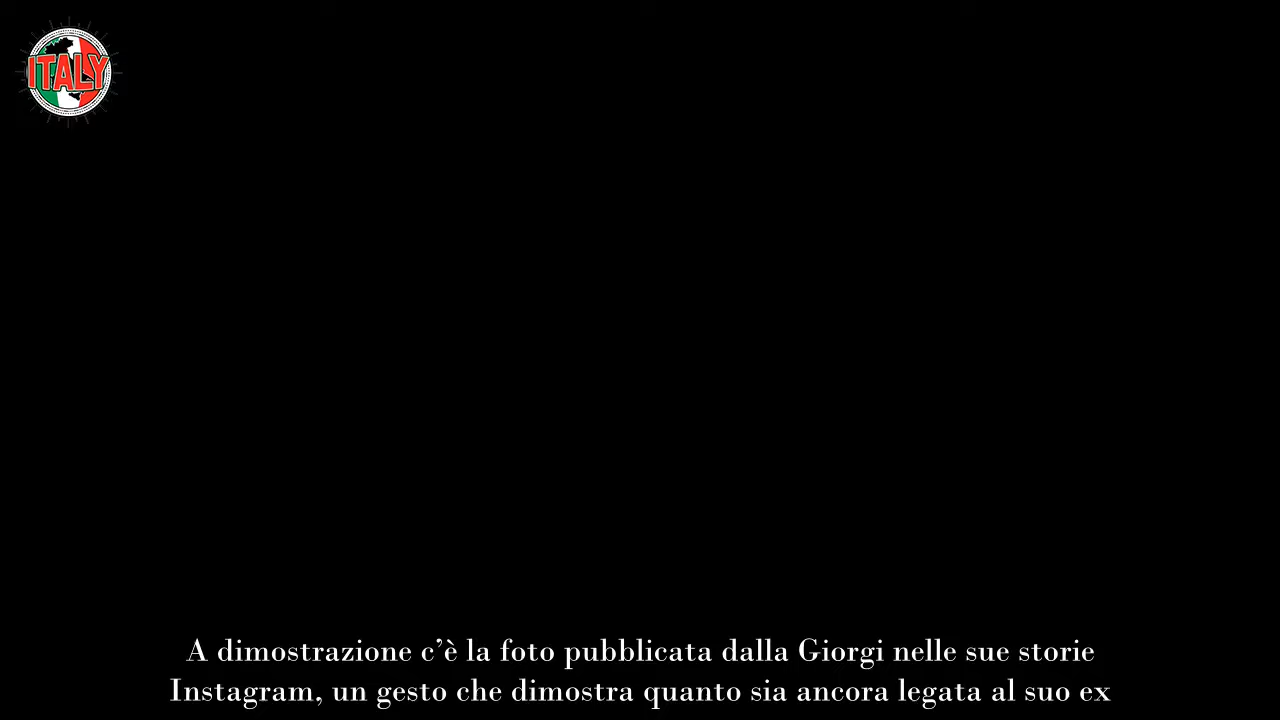 ITALY
A dimostrazione c’è la foto pubblicata dalla Giorgi nelle sue storie
Instagram, un gesto che dimostra quanto sia ancora legata al suo ex